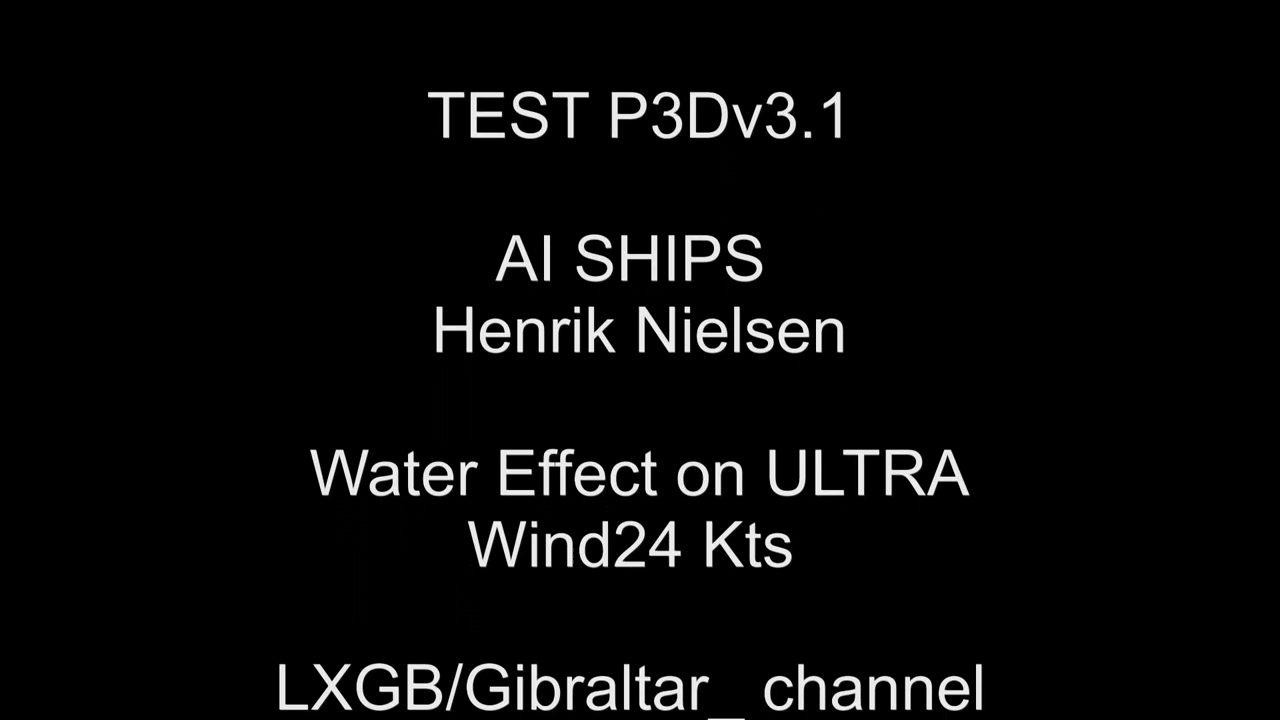 TEST P3Dv3.1
AI SHIPS
Henrik Nielsen
Water Effect on ULTRA
Wind24 Kts
LXGB/Gibraltar_ channel